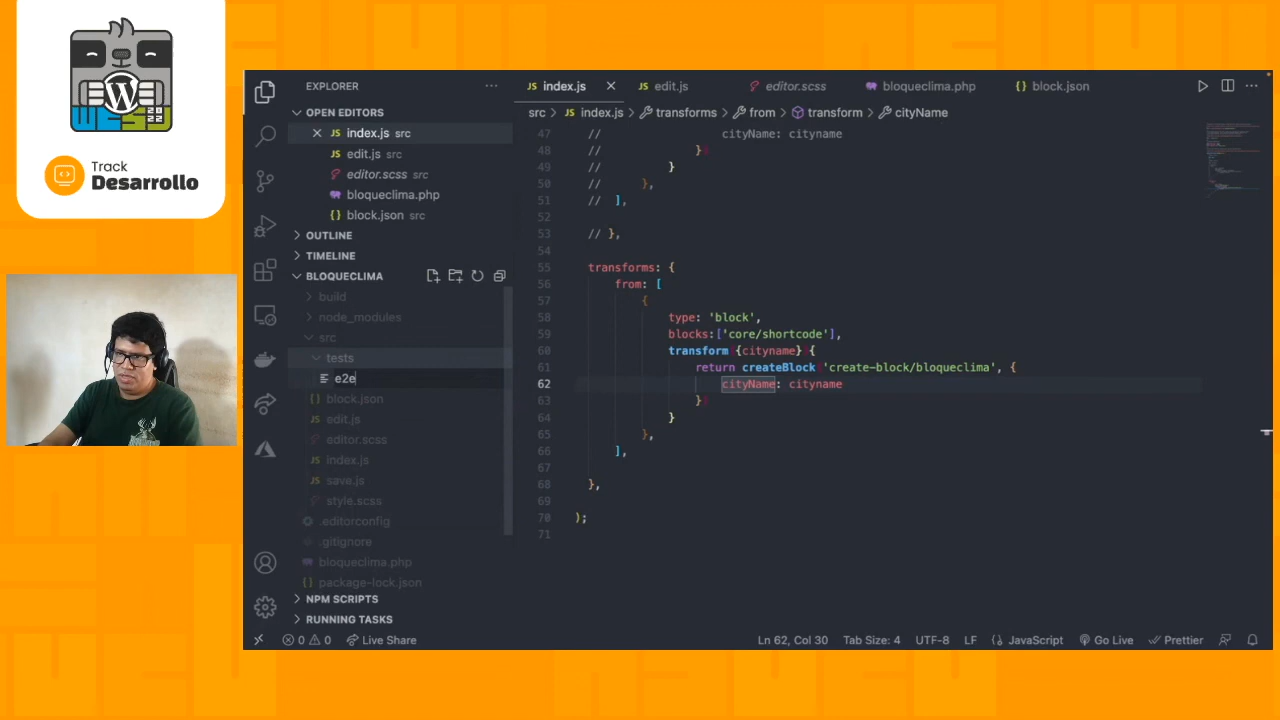 WCSS
20
22
Track
Desarrollo
EXPLORER
OPEN EDITORS
index.js src
edit.js src
editor.scss src
bloqueclima.php
block.json src
OUTLINE
TIMELINE
BLOQUECLIMA
build
node_modules
src
tests
e2e
block.json
edit.js
editor.scss
index.js
save.js
style.scss
.editorconfig
.gitignore
bloqueclima.php
package-lock.json
NPM SCRIPTS
RUNNING TASKS
index.js
edit.js
editor.scss
bloqueclima.php
block.json
src > index.js > transforms > from > transform > cityName
47 // cityName: cityname
48 // })
49 // }
50 // },
51 // ],
52
53 // },
54
55 transforms: {
56 from: [
57 {
58 type: 'block',
59 blocks:['core/shortcode'],
60 transform({cityname}){
61 return createBlock('create-block/bloqueclima', {
62 cityName: cityname
63 })
64 }
65 },
66 ],
67
68 },
69
70 );
71
0 0 Live Share
Ln 62, Col 30 Tab Size: 4 UTF-8 LF JavaScript Go Live Prettier